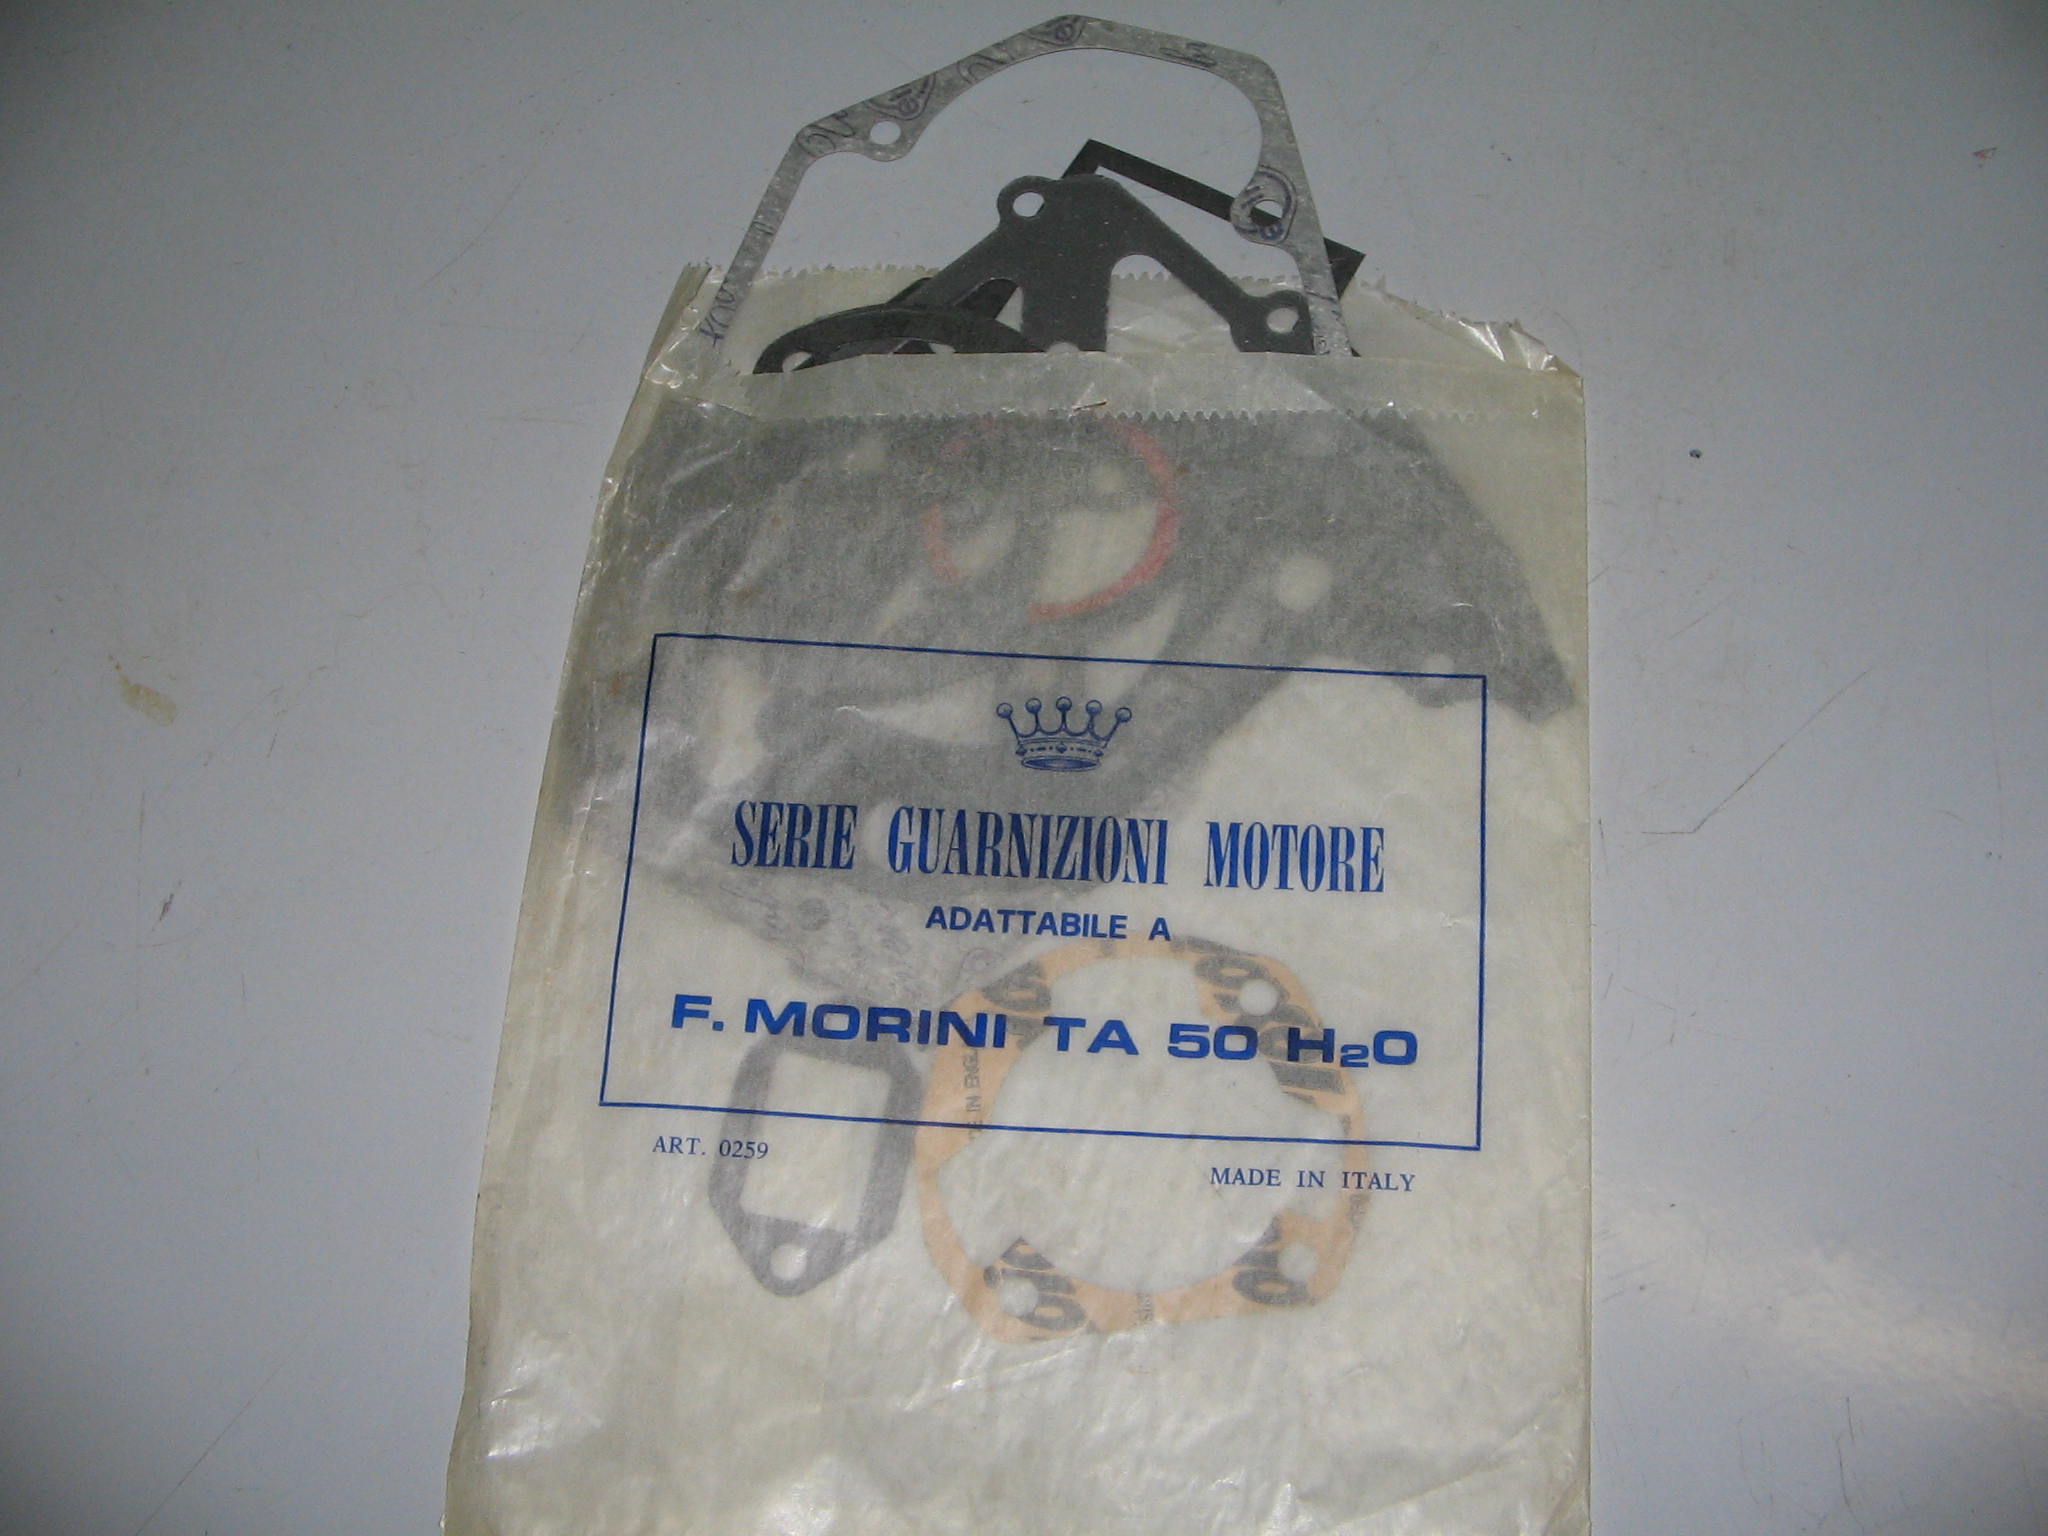 SERIE GUARNIZIONI MOTORE
ADATTABILE A
F. MORINI TA 50 H₂O
ART. 0259
MADE IN ITALY